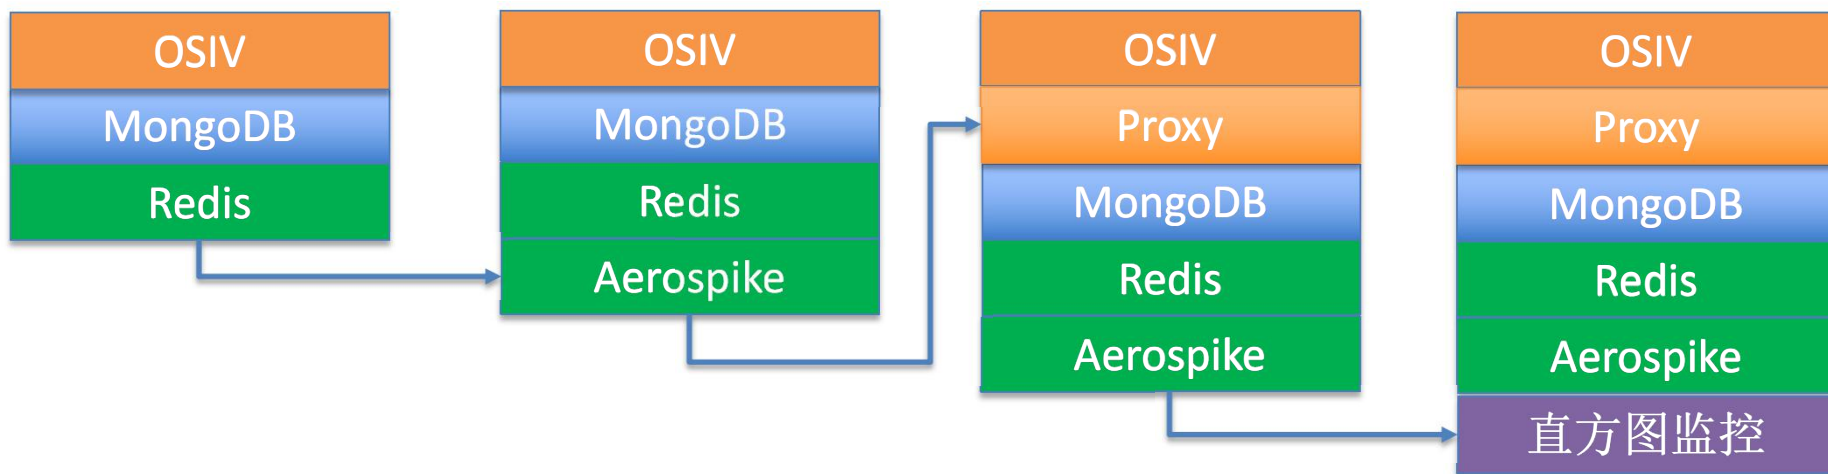 OSIV
MongoDB
Redis
OSIV
MongoDB
Redis
Aerospike
OSIV
Proxy
MongoDB
Redis
Aerospike
OSIV
Proxy
MongoDB
Redis
Aerospike
直方图监控